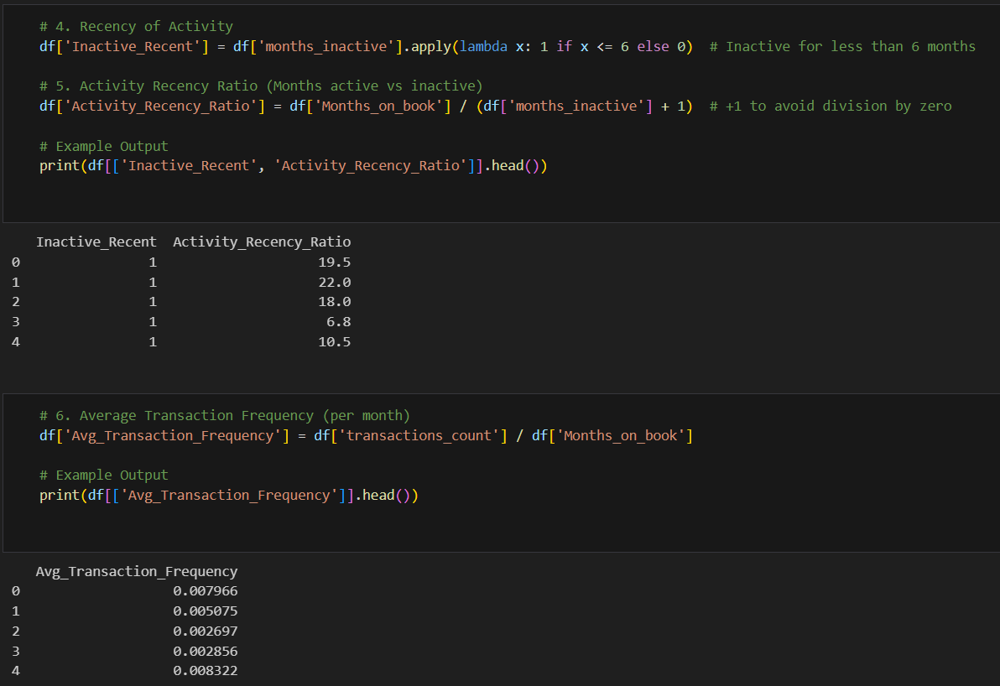 # 4. Recency of Activity
df['Inactive_Recent'] = df['months_inactive'].apply(lambda x: 1 if x <= 6 else 0)  # Inactive for less than 6 months
# 5. Activity Recency Ratio (Months active vs inactive)
df['Activity_Recency_Ratio'] = df['Months_on_book'] / (df['months_inactive'] + 1)  # +1 to avoid division by zero
# Example Output
print(df[['Inactive_Recent', 'Activity_Recency_Ratio']].head())
Inactive_Recent  Activity_Recency_Ratio
0 1 19.5
1 1 22.0
2 1 18.0
3 1 6.8
4 1 10.5
# 6. Average Transaction Frequency (per month)
df['Avg_Transaction_Frequency'] = df['transactions_count'] / df['Months_on_book']
# Example Output
print(df[['Avg_Transaction_Frequency']].head())
Avg_Transaction_Frequency
0 0.007966
1 0.005075
2 0.002697
3 0.002856
4 0.008322